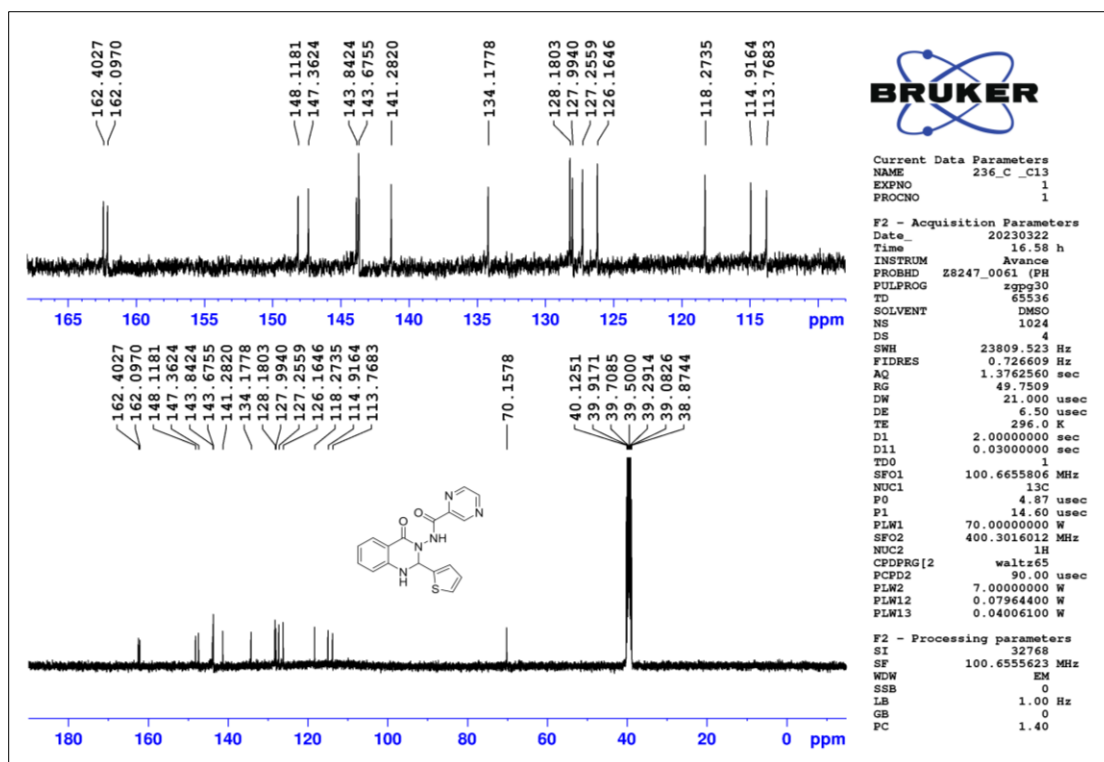 162.4027
162.0970
148.1181
147.3624
143.8424
143.6755
141.2820
134.1778
128.1803
127.9940
127.2559
126.1646
118.2735
114.9164
113.7683
165 160 155 150 145 140 135 130 125 120 115 ppm
162.4027
162.0970
148.1181
147.3624
143.8424
143.6755
141.2820
134.1778
128.1803
127.9940
127.2559
126.1646
118.2735
114.9164
113.7683
70.1578
40.1251
39.9171
39.7085
39.5000
39.2914
39.0826
38.8744
N
N
O
NH
O
N
N
H
S
180 160 140 120 100 80 60 40 20 0 ppm
BRUKER
Current Data Parameters
NAME 236_C _C13
EXPNO 1
PROCNO 1
F2 - Acquisition Parameters
Date_ 20230322
Time 16.58 h
INSTRUM Avance
PROBHD Z8247_0061 (PH
PULPROG zgpg30
TD 65536
SOLVENT DMSO
NS 1024
DS 4
SWH 23809.523 Hz
FIDRES 0.726609 Hz
AQ 1.3762560 sec
RG 49.7509
DW 21.000 usec
DE 6.50 usec
TE 296.0 K
D1 2.00000000 sec
D11 0.03000000 sec
TD0 1
SFO1 100.6655806 MHz
NUC1 13C
P0 4.87 usec
P1 14.60 usec
PLW1 70.00000000 W
SFO2 400.3016012 MHz
NUC2 1H
CPDPRG[2 waltz65
PCPD2 90.00 usec
PLW2 7.00000000 W
PLW12 0.07964400 W
PLW13 0.04006100 W
F2 - Processing parameters
SI 32768
SF 100.6555623 MHz
WDW EM
SSB 0
LB 1.00 Hz
GB 0
PC 1.40